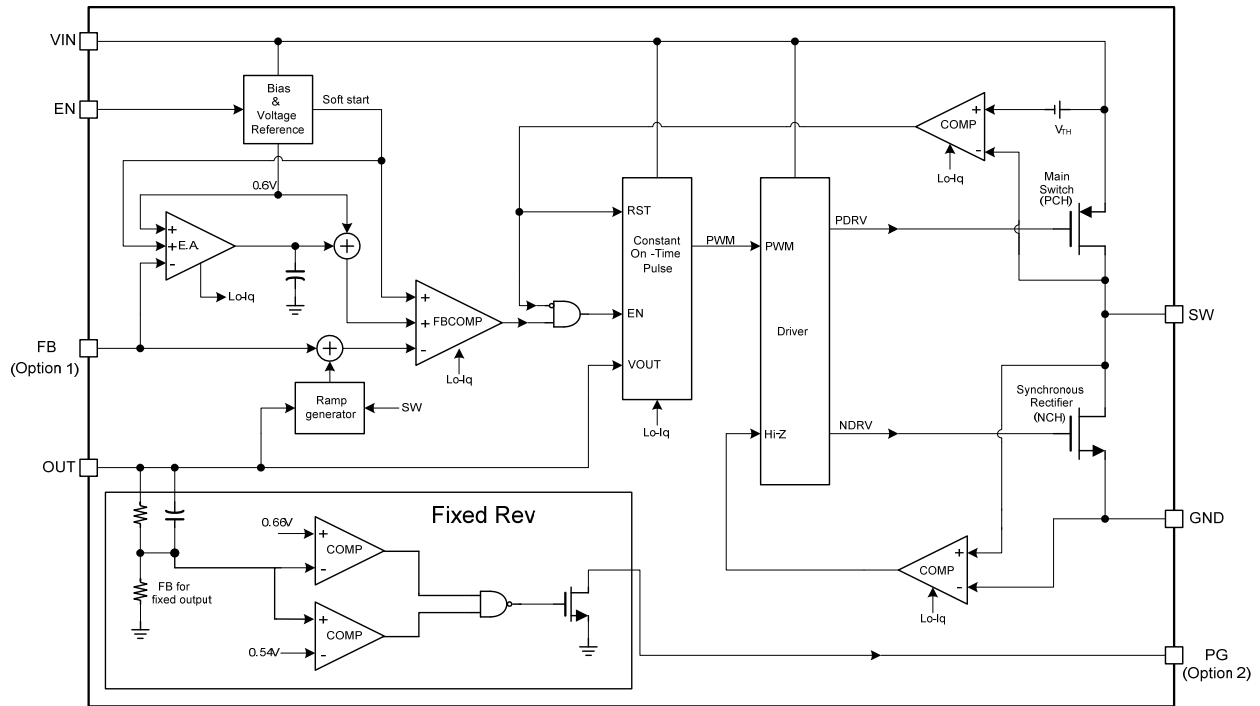 VIN
EN
Bias
&
Voltage
Reference
Soft start
0.6V
+
+
-
E.A.
Lo-Iq
FB
(Option 1)
+
+
-
FBCOMP
Lo-Iq
Ramp
generator
SW
OUT
RST
Constant
On -Time
Pulse
EN
VOUT
Lo-Iq
PWM
PWM
Driver
Hi-Z
PDRV
NDRV
+
-
COMP
Lo-Iq
VTH
Main
Switch
(PCH)
SW
Synchronous
Rectifier
(NCH)
GND
+
-
COMP
Lo-Iq
Fixed Rev
0.66V
+
-
COMP
FB for
fixed output
+
-
COMP
0.54V
PG
(Option 2)